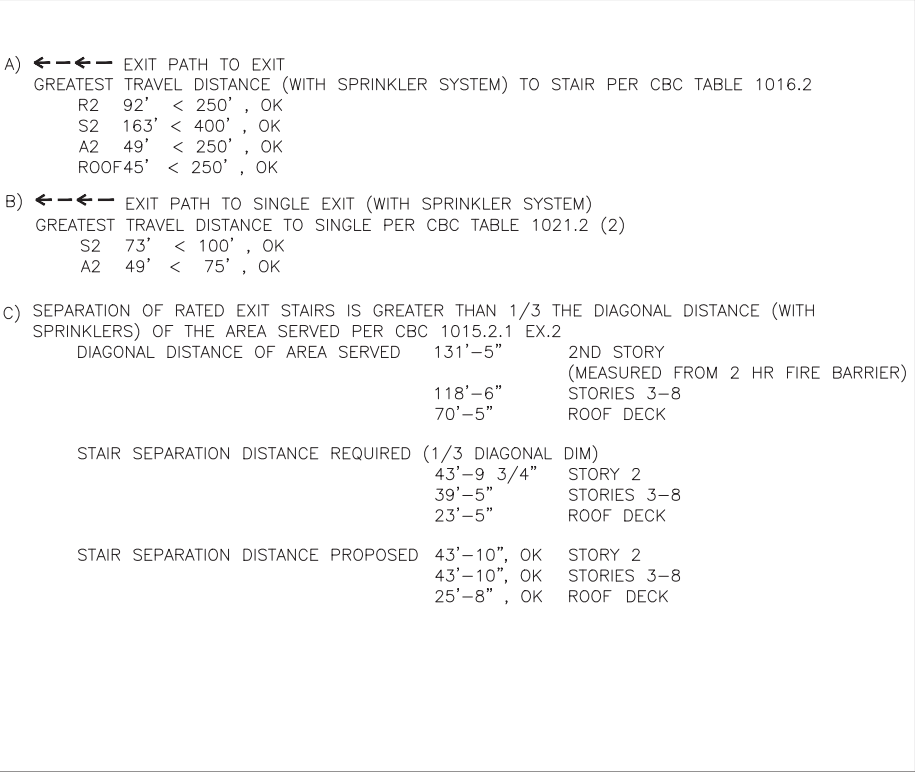 A) ←—←— EXIT PATH TO EXIT
GREATEST TRAVEL DISTANCE (WITH SPRINKLER SYSTEM) TO STAIR PER CBC TABLE 1016.2
R2 92' < 250' , OK
S2 163' < 400' , OK
A2 49' < 250' , OK
ROOF45' < 250' , OK
B) ←—←— EXIT PATH TO SINGLE EXIT (WITH SPRINKLER SYSTEM)
GREATEST TRAVEL DISTANCE TO SINGLE PER CBC TABLE 1021.2 (2)
S2 73' < 100' , OK
A2 49' < 75' , OK
C) SEPARATION OF RATED EXIT STAIRS IS GREATER THAN 1/3 THE DIAGONAL DISTANCE (WITH
SPRINKLERS) OF THE AREA SERVED PER CBC 1015.2.1 EX.2
DIAGONAL DISTANCE OF AREA SERVED 131'–5" 2ND STORY
(MEASURED FROM 2 HR FIRE BARRIER)
118'–6" STORIES 3–8
70'–5" ROOF DECK
STAIR SEPARATION DISTANCE REQUIRED (1/3 DIAGONAL DIM)
43'–9 3/4" STORY 2
39'–5" STORIES 3–8
23'–5" ROOF DECK
STAIR SEPARATION DISTANCE PROPOSED 43'–10", OK STORY 2
43'–10", OK STORIES 3–8
25'–8" , OK ROOF DECK